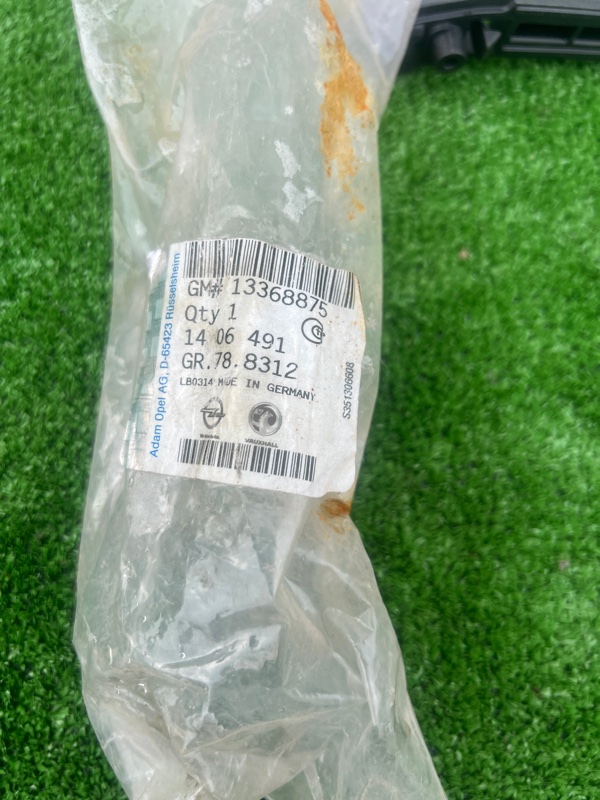 GM# 13368875
Qty 1
14 06 491
GR.78.8312
LB0314 MADE IN GERMANY
VAUXHALL
Adam Opel AG, D-65423 Rüsselsheim
S351306608